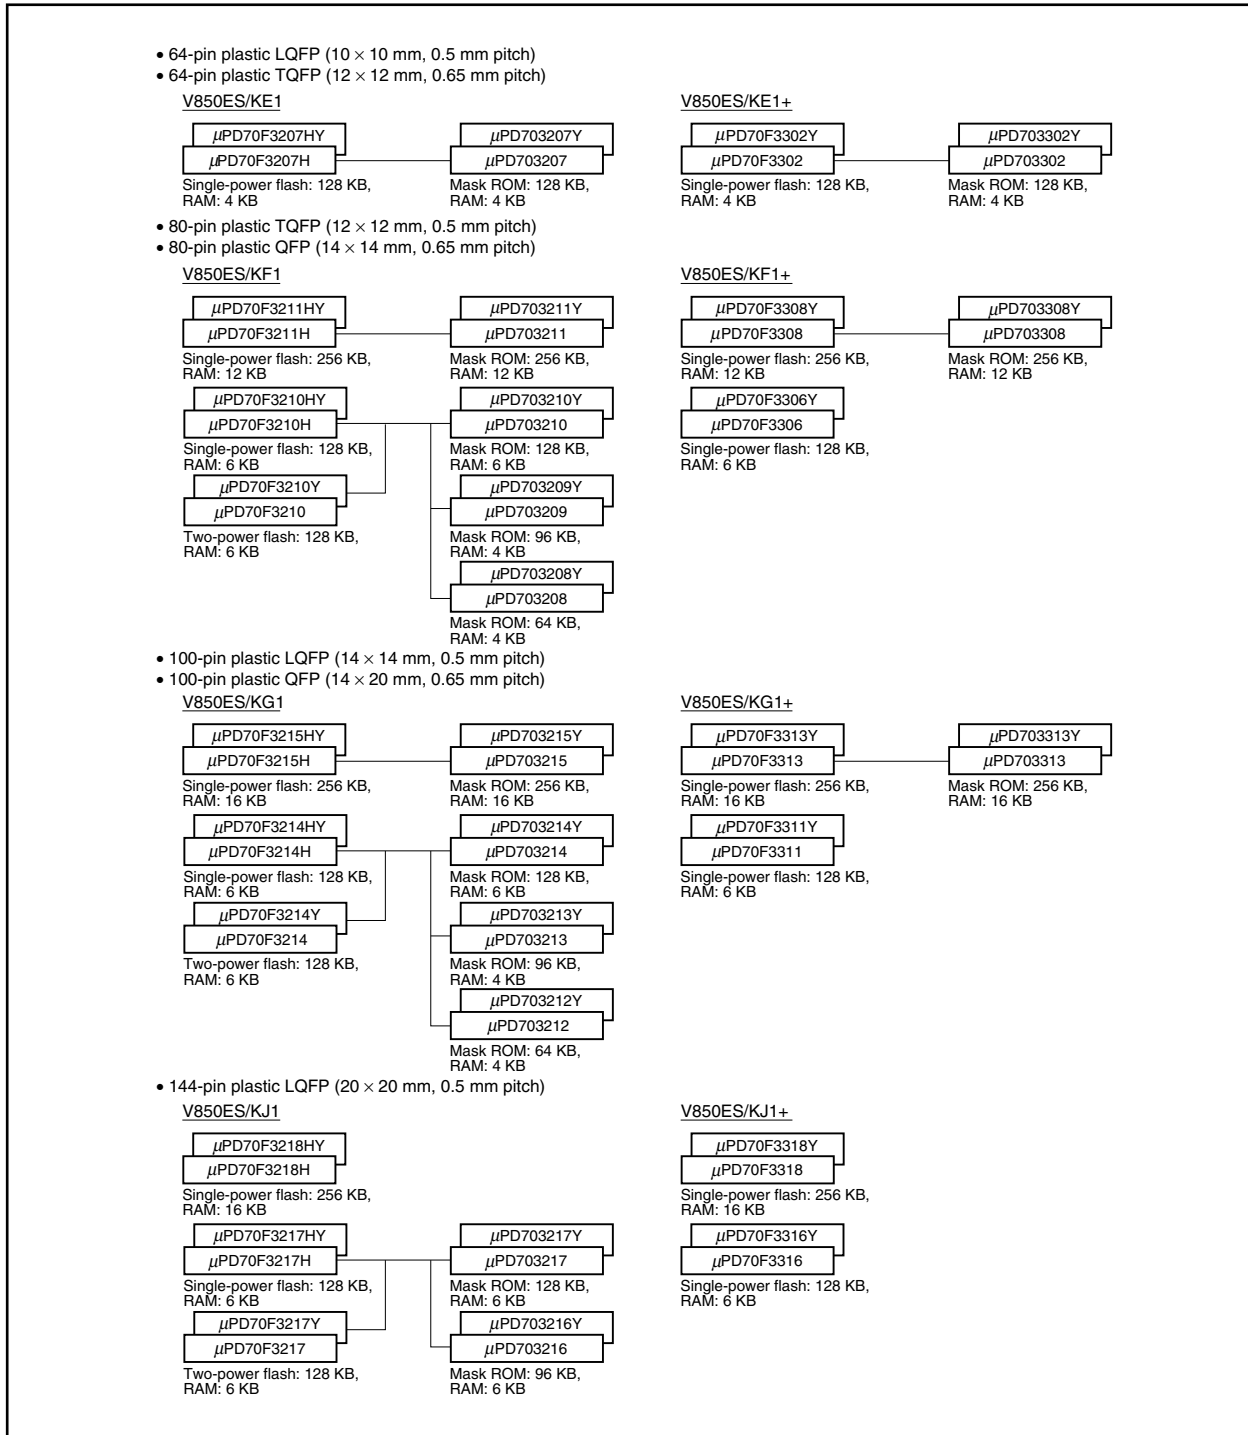 • 64-pin plastic LQFP (10 × 10 mm, 0.5 mm pitch)
• 64-pin plastic TQFP (12 × 12 mm, 0.65 mm pitch)
V850ES/KE1
μPD70F3207HY
μPD70F3207H
Single-power flash: 128 KB,
RAM: 4 KB
μPD703207Y
μPD703207
Mask ROM: 128 KB,
RAM: 4 KB
V850ES/KE1+
μPD70F3302Y
μPD70F3302
Single-power flash: 128 KB,
RAM: 4 KB
μPD703302Y
μPD703302
Mask ROM: 128 KB,
RAM: 4 KB
• 80-pin plastic TQFP (12 × 12 mm, 0.5 mm pitch)
• 80-pin plastic QFP (14 × 14 mm, 0.65 mm pitch)
V850ES/KF1
μPD70F3211HY
μPD70F3211H
Single-power flash: 256 KB,
RAM: 12 KB
μPD703211Y
μPD703211
Mask ROM: 256 KB,
RAM: 12 KB
μPD70F3210HY
μPD70F3210H
Single-power flash: 128 KB,
RAM: 6 KB
μPD703210Y
μPD703210
Mask ROM: 128 KB,
RAM: 6 KB
μPD70F3210Y
μPD70F3210
Two-power flash: 128 KB,
RAM: 6 KB
μPD703209Y
μPD703209
Mask ROM: 96 KB,
RAM: 4 KB
μPD703208Y
μPD703208
Mask ROM: 64 KB,
RAM: 4 KB
V850ES/KF1+
μPD70F3308Y
μPD70F3308
Single-power flash: 256 KB,
RAM: 12 KB
μPD703308Y
μPD703308
Mask ROM: 256 KB,
RAM: 12 KB
μPD70F3306Y
μPD70F3306
Single-power flash: 128 KB,
RAM: 6 KB
• 100-pin plastic LQFP (14 × 14 mm, 0.5 mm pitch)
• 100-pin plastic QFP (14 × 20 mm, 0.65 mm pitch)
V850ES/KG1
μPD70F3215HY
μPD70F3215H
Single-power flash: 256 KB,
RAM: 16 KB
μPD703215Y
μPD703215
Mask ROM: 256 KB,
RAM: 16 KB
μPD70F3214HY
μPD70F3214H
Single-power flash: 128 KB,
RAM: 6 KB
μPD703214Y
μPD703214
Mask ROM: 128 KB,
RAM: 6 KB
μPD70F3214Y
μPD70F3214
Two-power flash: 128 KB,
RAM: 6 KB
μPD703213Y
μPD703213
Mask ROM: 96 KB,
RAM: 4 KB
μPD703212Y
μPD703212
Mask ROM: 64 KB,
RAM: 4 KB
V850ES/KG1+
μPD70F3313Y
μPD70F3313
Single-power flash: 256 KB,
RAM: 16 KB
μPD703313Y
μPD703313
Mask ROM: 256 KB,
RAM: 16 KB
μPD70F3311Y
μPD70F3311
Single-power flash: 128 KB,
RAM: 6 KB
• 144-pin plastic LQFP (20 × 20 mm, 0.5 mm pitch)
V850ES/KJ1
μPD70F3218HY
μPD70F3218H
Single-power flash: 256 KB,
RAM: 16 KB
μPD70F3217HY
μPD70F3217H
Single-power flash: 128 KB,
RAM: 6 KB
μPD703217Y
μPD703217
Mask ROM: 128 KB,
RAM: 6 KB
μPD70F3217Y
μPD70F3217
Two-power flash: 128 KB,
RAM: 6 KB
μPD703216Y
μPD703216
Mask ROM: 96 KB,
RAM: 6 KB
V850ES/KJ1+
μPD70F3318Y
μPD70F3318
Single-power flash: 256 KB,
RAM: 16 KB
μPD70F3316Y
μPD70F3316
Single-power flash: 128 KB,
RAM: 6 KB